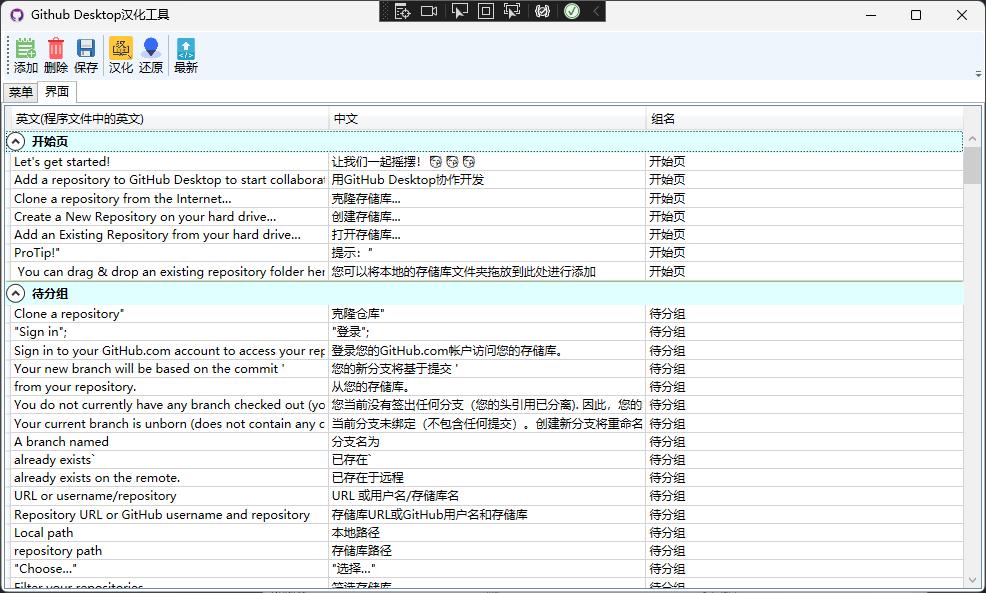 Github Desktop汉化工具
添加 删除 保存 汉化 还原 最新
菜单 界面
英文(程序文件中的英文) 中文 组名
开始页
Let's get started! 让我们一起摇摆！ 开始页
Add a repository to GitHub Desktop to start collaborat 用GitHub Desktop协作开发 开始页
Clone a repository from the Internet... 克隆存储库... 开始页
Create a New Repository on your hard drive... 创建存储库... 开始页
Add an Existing Repository from your hard drive... 打开存储库... 开始页
ProTip!" 提示：" 开始页
You can drag & drop an existing repository folder her 您可以将本地的存储库文件夹拖放到此处进行添加 开始页
待分组
Clone a repository" 克隆仓库" 待分组
"Sign in"; "登录"; 待分组
Sign in to your GitHub.com account to access your rep 登录您的GitHub.com帐户访问您的存储库。 待分组
Your new branch will be based on the commit ' 您的新分支将基于提交 ' 待分组
from your repository. 从您的存储库。 待分组
You do not currently have any branch checked out (yo 您当前没有签出任何分支（您的头引用已分离). 因此，您的 待分组
Your current branch is unborn (does not contain any c 当前分支未绑定（不包含任何提交）。创建新分支将重命名 待分组
A branch named 分支名为 待分组
already exists` 已存在` 待分组
already exists on the remote. 已存在于远程 待分组
URL or username/repository URL 或用户名/存储库名 待分组
Repository URL or GitHub username and repository 存储库URL或GitHub用户名和存储库 待分组
Local path 本地路径 待分组
repository path 存储库路径 待分组
"Choose..." "选择..." 待分组
Filter your repositories 筛选存储库 待分组